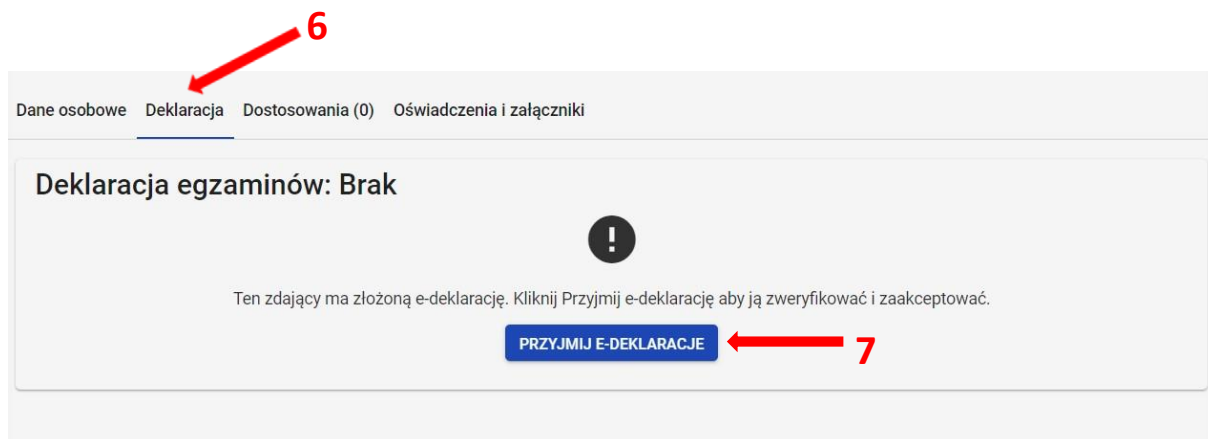 6
Dane osobowe Deklaracja Dostosowania (0) Oświadczenia i załączniki
Deklaracja egzaminów: Brak
Ten zdający ma złożoną e-deklarację. Kliknij Przyjmij e-deklarację aby ją zweryfikować i zaakceptować.
PRZYJMIJ E-DEKLARACJE
7